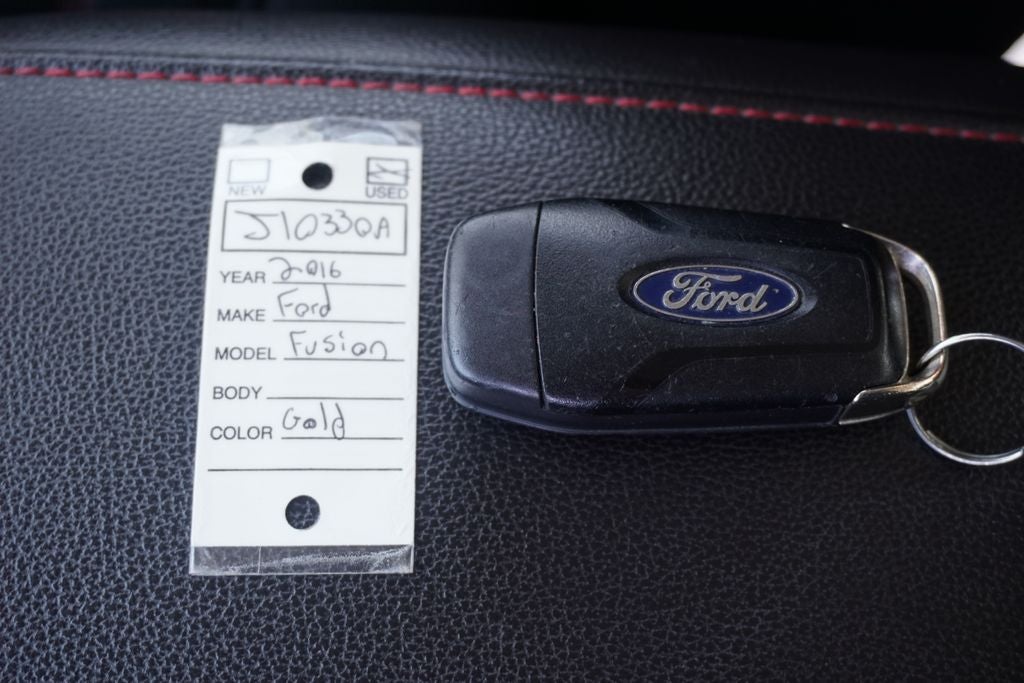 NEW USED
J10330A
YEAR 2016
MAKE Ford
MODEL Fusion
BODY
COLOR Gold
Ford